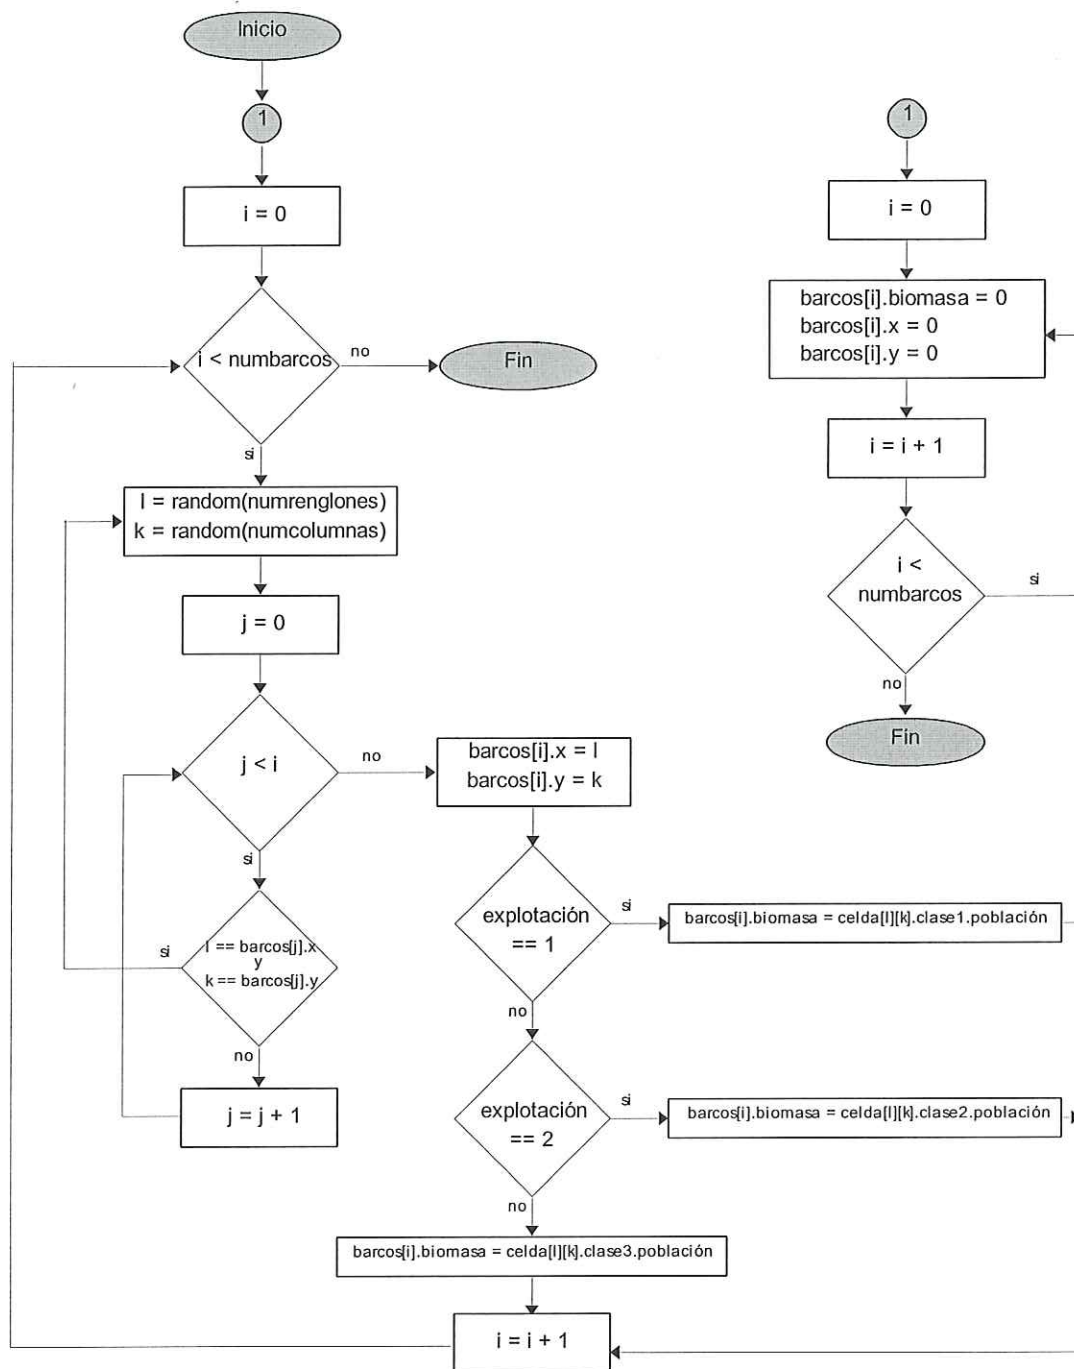 Inicio
1
i = 0
i < numbarcos
no
Fin
si
l = random(numrenglones)
k = random(numcolumnas)
j = 0
j < i
no
barcos[i].x = l
barcos[i].y = k
si
l == barcos[j].x
y
k == barcos[j].y
si
no
j = j + 1
explotación
== 1
si
barcos[i].biomasa = celda[l][k].clase1.población
no
explotación
== 2
si
barcos[i].biomasa = celda[l][k].clase2.población
no
barcos[i].biomasa = celda[l][k].clase3.población
i = i + 1
1
i = 0
barcos[i].biomasa = 0
barcos[i].x = 0
barcos[i].y = 0
i = i + 1
i <
numbarcos
si
no
Fin